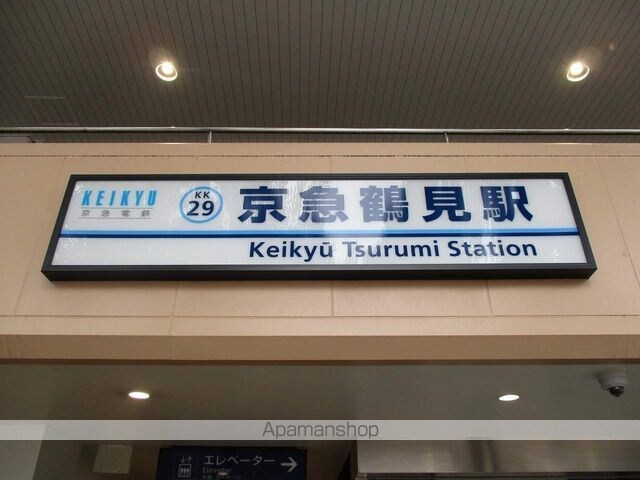 KEIKYU
京急電鉄
KK
29
京急鶴見駅
Keikyū Tsurumi Station
Apamanshop
エレベーター →
Elevator